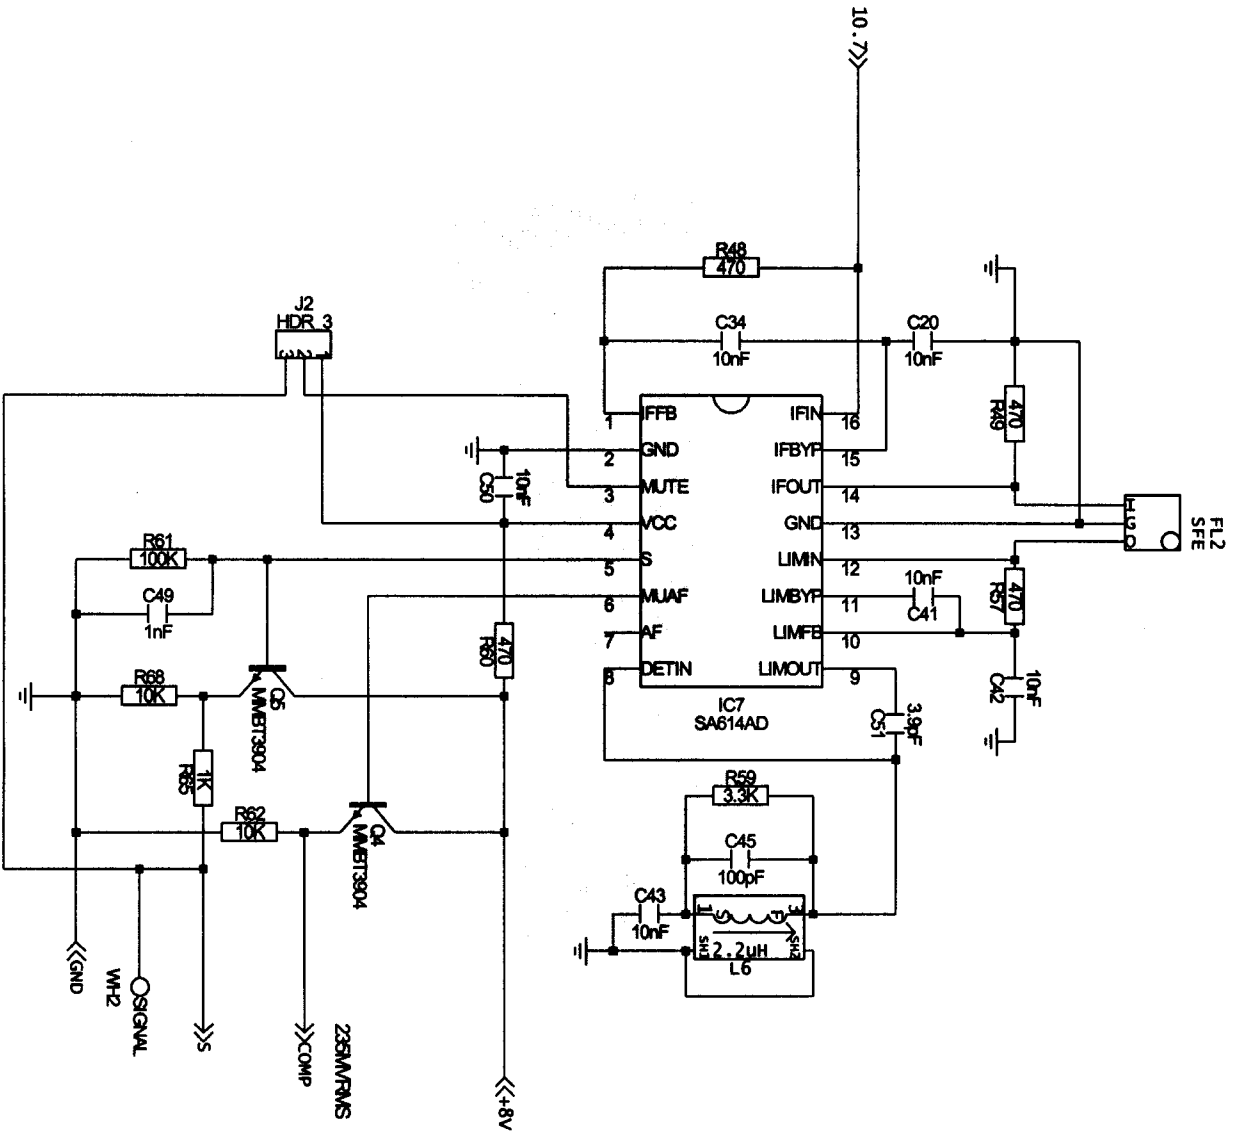 10.7
R48
470
J2
HDR_3
3
2
1
C34
10nF
C20
10nF
R49
470
1
IFFB
IFIN
16
2
GND
IFBYP
15
3
MUTE
IFOUT
14
4
VCC
GND
13
5
S
LIMIN
12
6
MUAF
LIMBYP
11
7
AF
LIMFB
10
8
DETIN
LIMOUT
9
IC7
SA614AD
I
G
O
FL2
SFE
C50
10nF
R61
100K
C49
1nF
10nF
C41
R57
470
R60
470
C42
10nF
R68
10K
Q5
MMBT3904
C51
3.9pF
R65
1K
R62
10K
Q4
MMBT3904
R59
3.3K
C45
100pF
C43
10nF
1
S
F
3
SH1
2.2uH
SH2
L6
GND
WH2
SIGNAL
S
COMP
235MVRMS
+8V